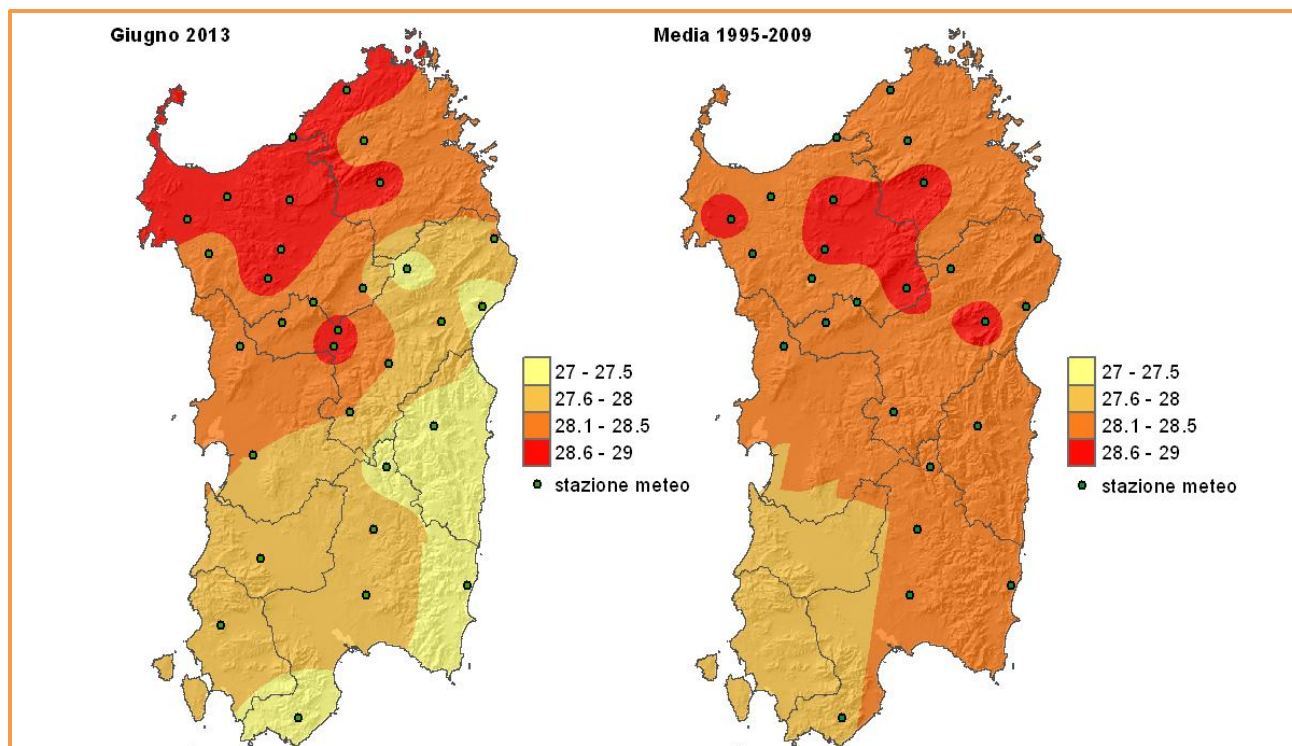 Giugno 2013
Media 1995-2009
27 - 27.5
27.6 - 28
28.1 - 28.5
28.6 - 29
stazione meteo
27 - 27.5
27.6 - 28
28.1 - 28.5
28.6 - 29
stazione meteo